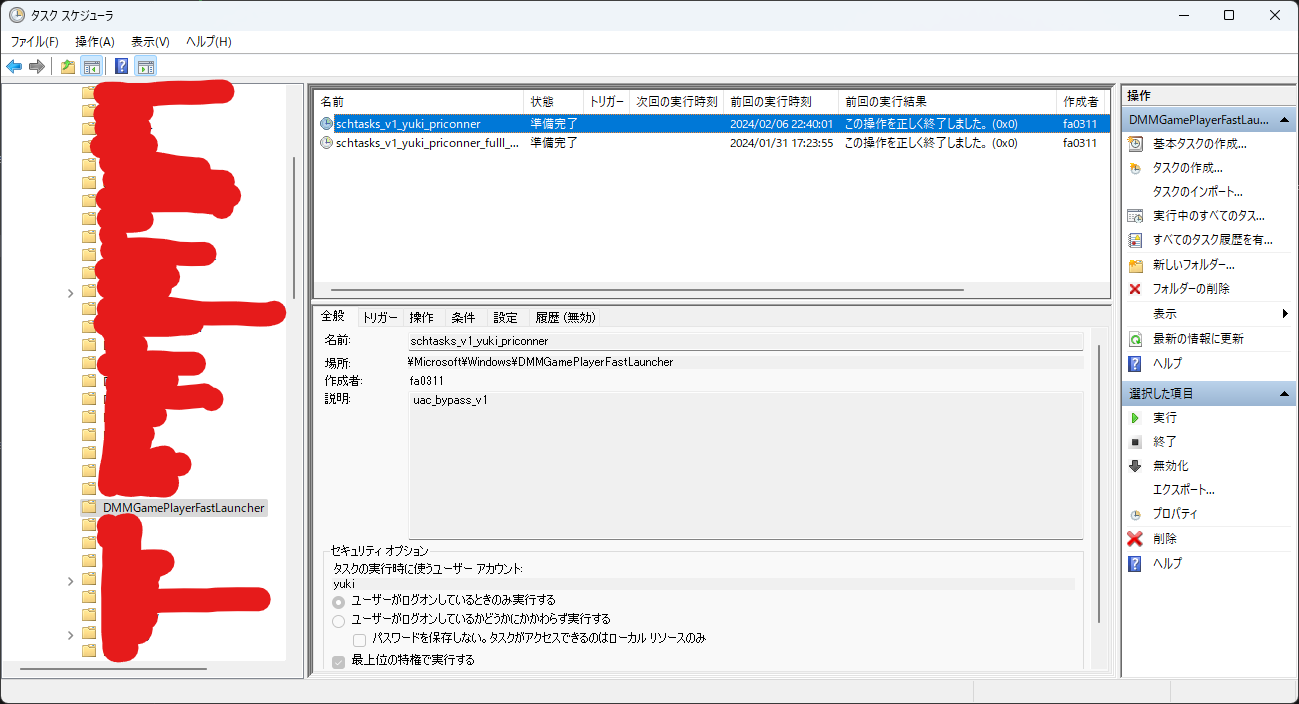 タスク スケジューラ
ファイル(F) 操作(A) 表示(V) ヘルプ(H)
DMMGamePlayerFastLauncher
名前 状態 トリガー 次回の実行時刻 前回の実行時刻 前回の実行結果 作成者
schtasks_v1_yuki_priconner 準備完了 2024/02/06 22:40:01 この操作を正しく終了しました。 (0x0) fa0311
schtasks_v1_yuki_priconner_fulll_... 準備完了 2024/01/31 17:23:55 この操作を正しく終了しました。 (0x0) fa0311
全般 トリガー 操作 条件 設定 履歴 (無効)
名前: schtasks_v1_yuki_priconner
場所: ¥Microsoft¥Windows¥DMMGamePlayerFastLauncher
作成者: fa0311
説明: uac_bypass_v1
セキュリティ オプション
タスクの実行時に使うユーザー アカウント:
yuki
ユーザーがログオンしているときのみ実行する
ユーザーがログオンしているかどうかにかかわらず実行する
パスワードを保存しない。タスクがアクセスできるのはローカル リソースのみ
最上位の特権で実行する
操作
DMMGamePlayerFastLau...
基本タスクの作成...
タスクの作成...
タスクのインポート...
実行中のすべてのタス...
すべてのタスク履歴を有...
新しいフォルダー...
フォルダーの削除
表示
最新の情報に更新
ヘルプ
選択した項目
実行
終了
無効化
エクスポート...
プロパティ
削除
ヘルプ